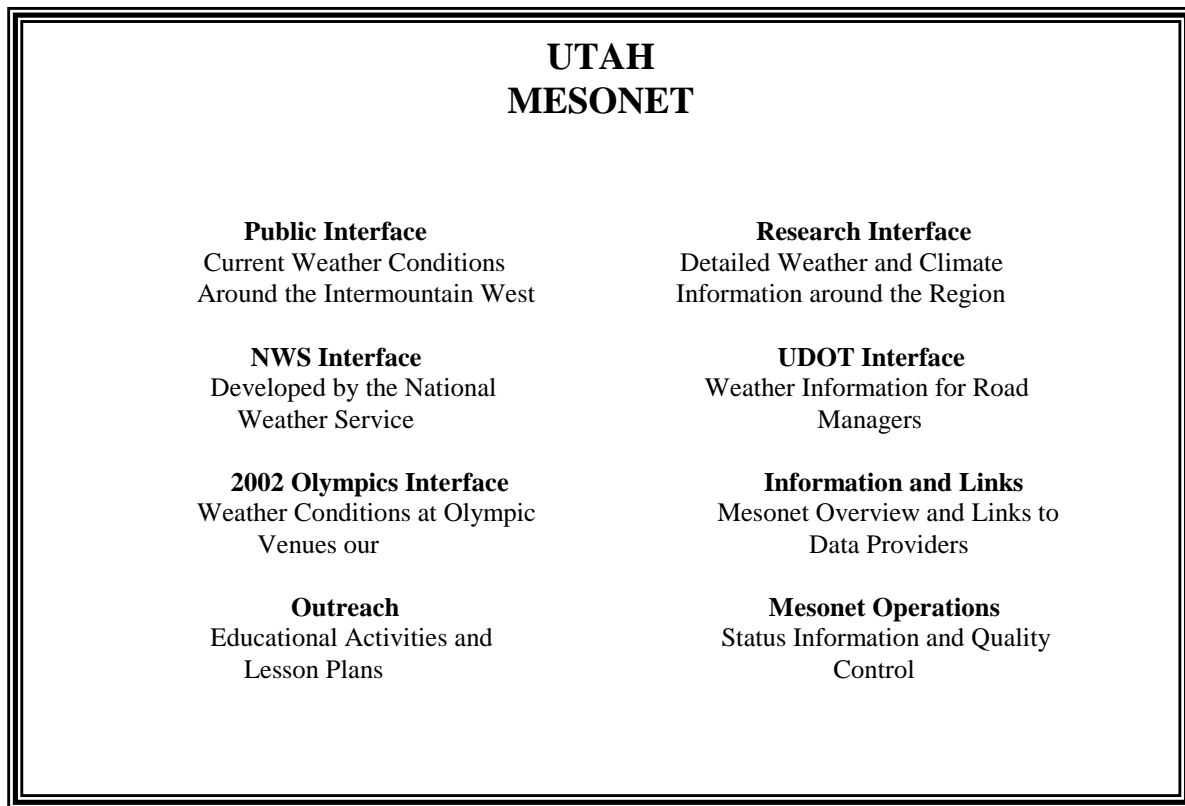 UTAH
MESONET
Public Interface
Current Weather Conditions
Around the Intermountain West
Research Interface
Detailed Weather and Climate
Information around the Region
NWS Interface
Developed by the National
Weather Service
UDOT Interface
Weather Information for Road
Managers
2002 Olympics Interface
Weather Conditions at Olympic
Venues our
Information and Links
Mesonet Overview and Links to
Data Providers
Outreach
Educational Activities and
Lesson Plans
Mesonet Operations
Status Information and Quality
Control